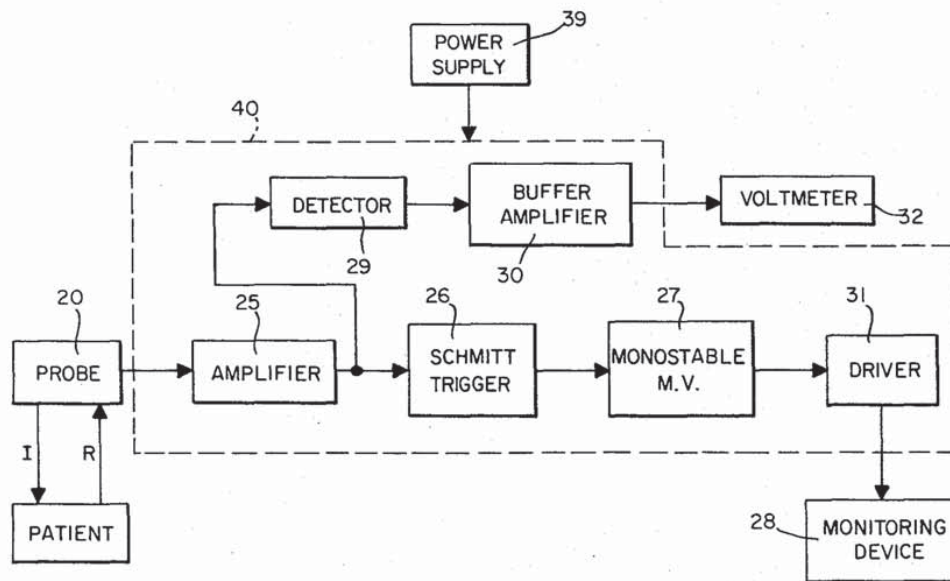 39
POWER
SUPPLY
40
DETECTOR
29
BUFFER
AMPLIFIER
30
VOLTMETER
32
20
PROBE
25
AMPLIFIER
26
SCHMITT
TRIGGER
27
MONOSTABLE
M.V.
31
DRIVER
I
R
PATIENT
28
MONITORING
DEVICE